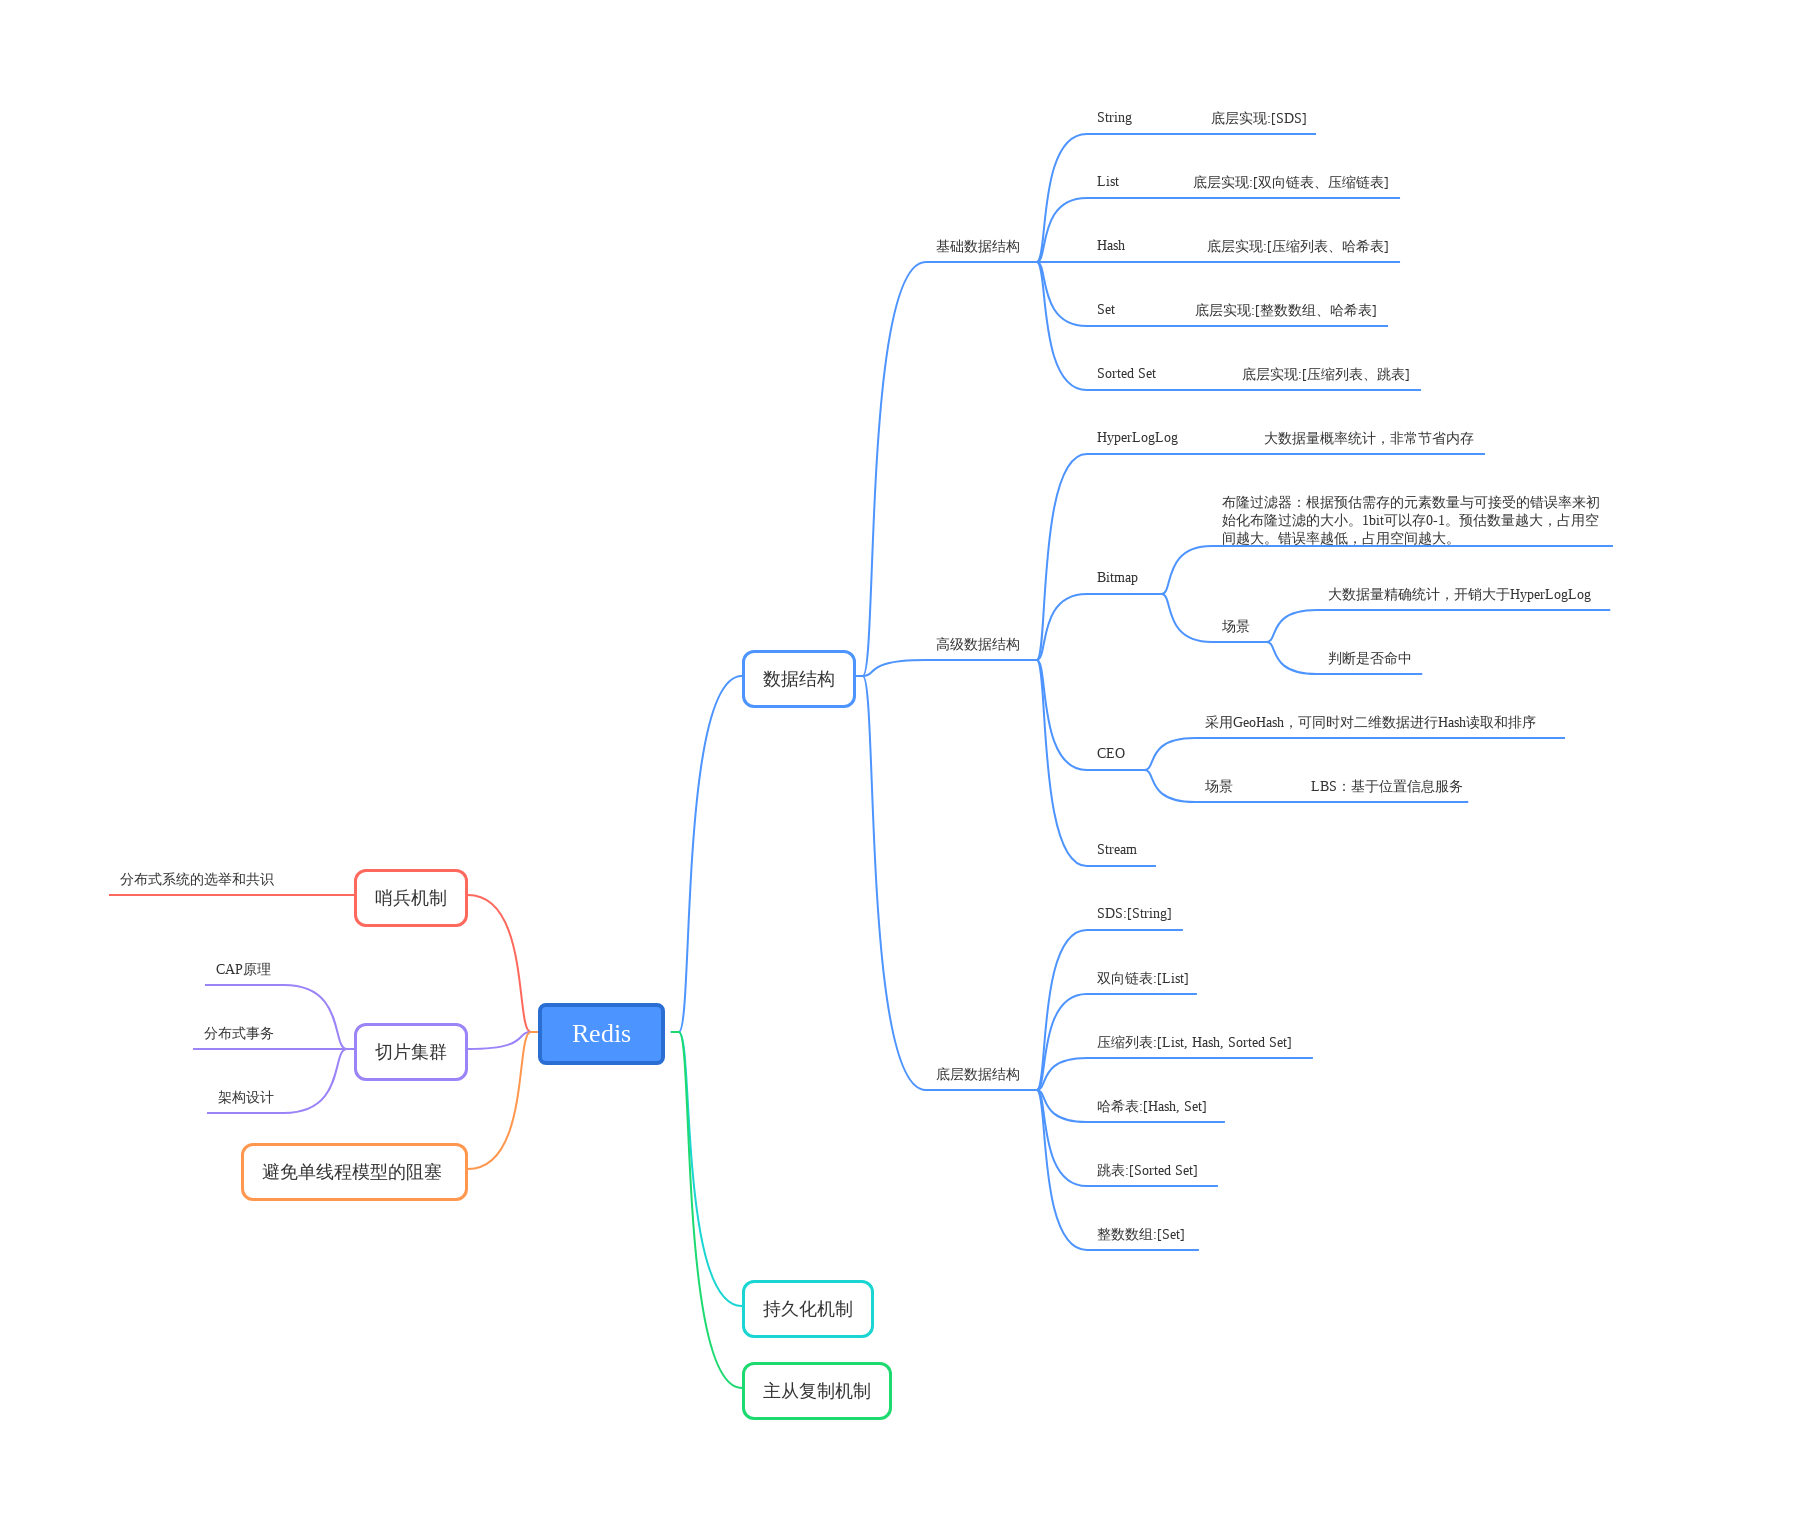 Redis
数据结构
基础数据结构
String
底层实现:[SDS]
List
底层实现:[双向链表、压缩链表]
Hash
底层实现:[压缩列表、哈希表]
Set
底层实现:[整数数组、哈希表]
Sorted Set
底层实现:[压缩列表、跳表]
高级数据结构
HyperLogLog
大数据量概率统计，非常节省内存
Bitmap
布隆过滤器：根据预估需存的元素数量与可接受的错误率来初
始化布隆过滤的大小。1bit可以存0-1。预估数量越大，占用空
间越大。错误率越低，占用空间越大。
场景
大数据量精确统计，开销大于HyperLogLog
判断是否命中
CEO
采用GeoHash，可同时对二维数据进行Hash读取和排序
场景
LBS：基于位置信息服务
Stream
底层数据结构
SDS:[String]
双向链表:[List]
压缩列表:[List, Hash, Sorted Set]
哈希表:[Hash, Set]
跳表:[Sorted Set]
整数数组:[Set]
持久化机制
主从复制机制
哨兵机制
分布式系统的选举和共识
切片集群
CAP原理
分布式事务
架构设计
避免单线程模型的阻塞